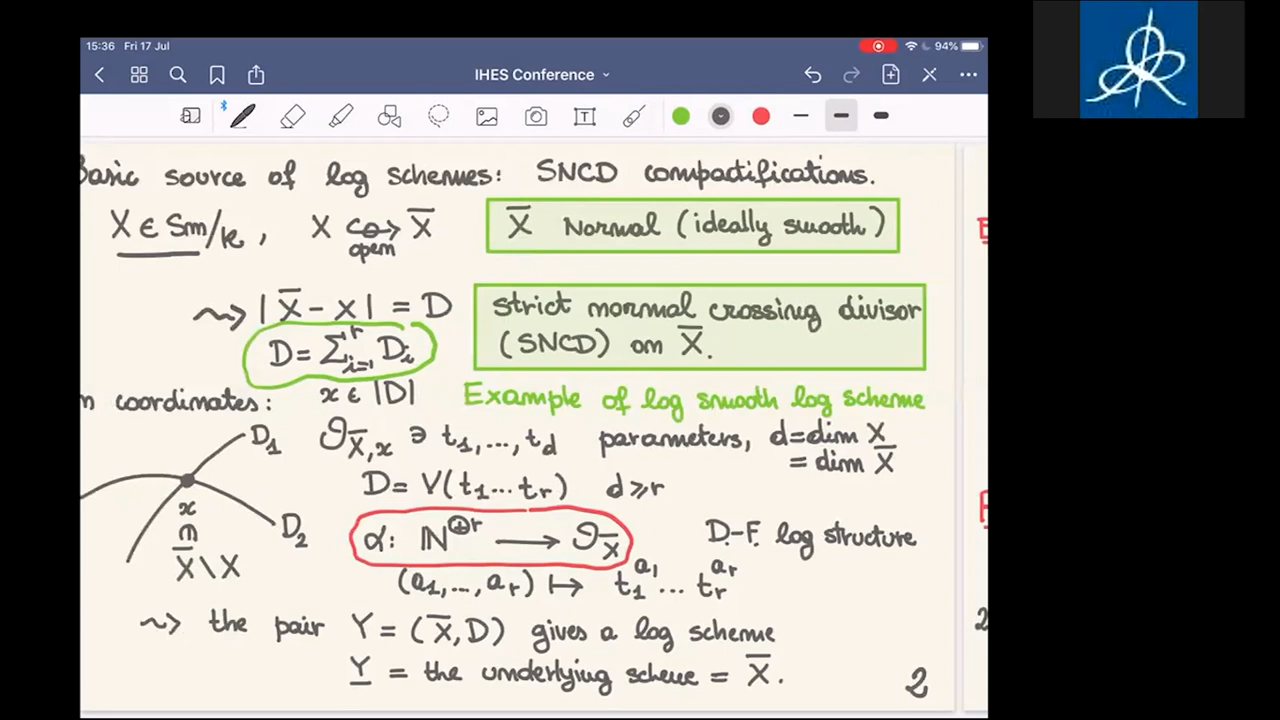 15:36 Fri 17 Jul 94%
IHES Conference
T
Basic source of log schemes: SNCD compactifications.
X ∈ Sm/k, X ↪ X̄ X̄ Normal (ideally smooth)
open
⇝ |X̄ - X| = D strict normal crossing divisor
D = Σ_{i=1}^{r} D_i (SNCD) on X̄.
n coordinates: x ∈ |D| Example of log smooth log scheme
D_1 O_{X̄,x} ∋ t_1,...,t_d parameters, d = dim X
= dim X̄
D = V(t_1...t_r) d ⩾ r
x D_2 α: ℕ^{⊕r} ⟶ O_{X̄} D.-F. log structure
∈
X̄ \ X (a_1,...,a_r) ↦ t_1^{a_1} ... t_r^{a_r}
⇝ the pair Y = (X̄, D) gives a log scheme
Y̲ = the underlying scheme = X̄.
2